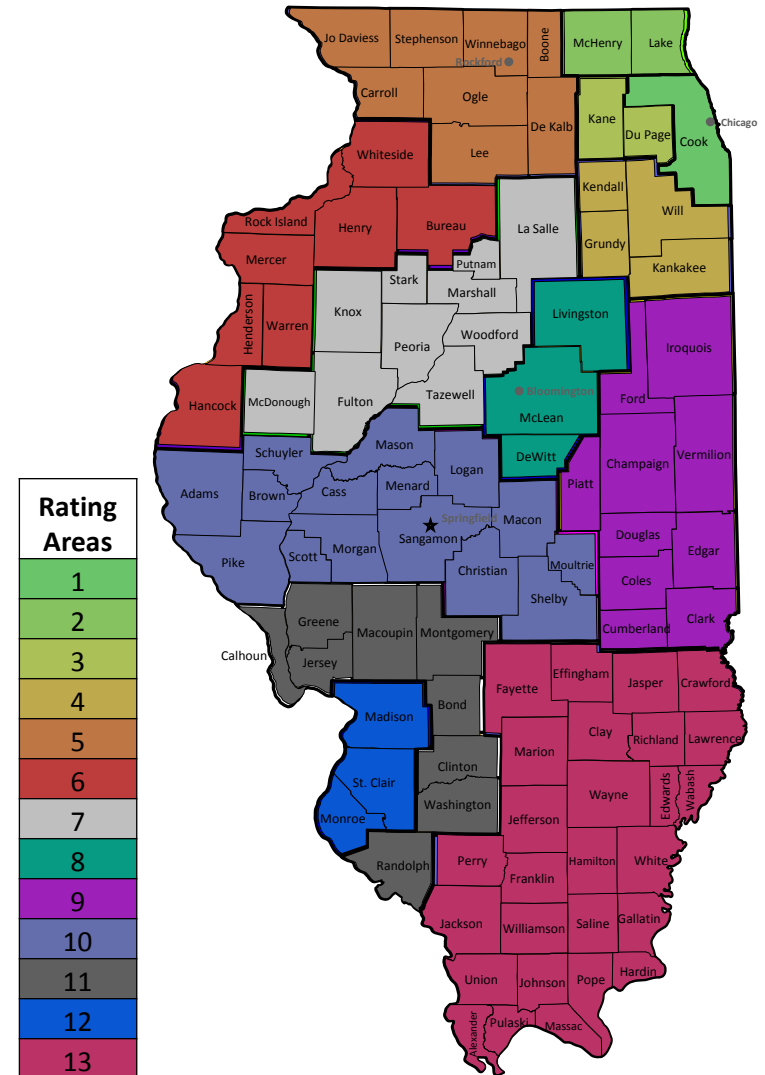 Jo Daviess
Stephenson
Winnebago
Boone
McHenry
Lake
Rockford
Carroll
Ogle
De Kalb
Kane
Du Page
Cook
Chicago
Whiteside
Lee
Kendall
Will
Rock Island
Henry
Bureau
La Salle
Grundy
Kankakee
Mercer
Putnam
Stark
Marshall
Henderson
Warren
Knox
Peoria
Woodford
Livingston
Iroquois
Hancock
McDonough
Fulton
Tazewell
Bloomington
McLean
Ford
Schuyler
Mason
Logan
DeWitt
Piatt
Champaign
Vermilion
Adams
Brown
Cass
Menard
Springfield
Sangamon
Macon
Pike
Scott
Morgan
Christian
Moultrie
Shelby
Douglas
Edgar
Coles
Cumberland
Clark
Greene
Macoupin
Montgomery
Calhoun
Jersey
Fayette
Effingham
Jasper
Crawford
Madison
Bond
Marion
Clay
Richland
Lawrence
St. Clair
Clinton
Washington
Wayne
Edwards
Wabash
Monroe
Jefferson
Randolph
Perry
Franklin
Hamilton
White
Jackson
Williamson
Saline
Gallatin
Union
Johnson
Pope
Hardin
Alexander
Pulaski
Massac
Rating
Areas
1
2
3
4
5
6
7
8
9
10
11
12
13